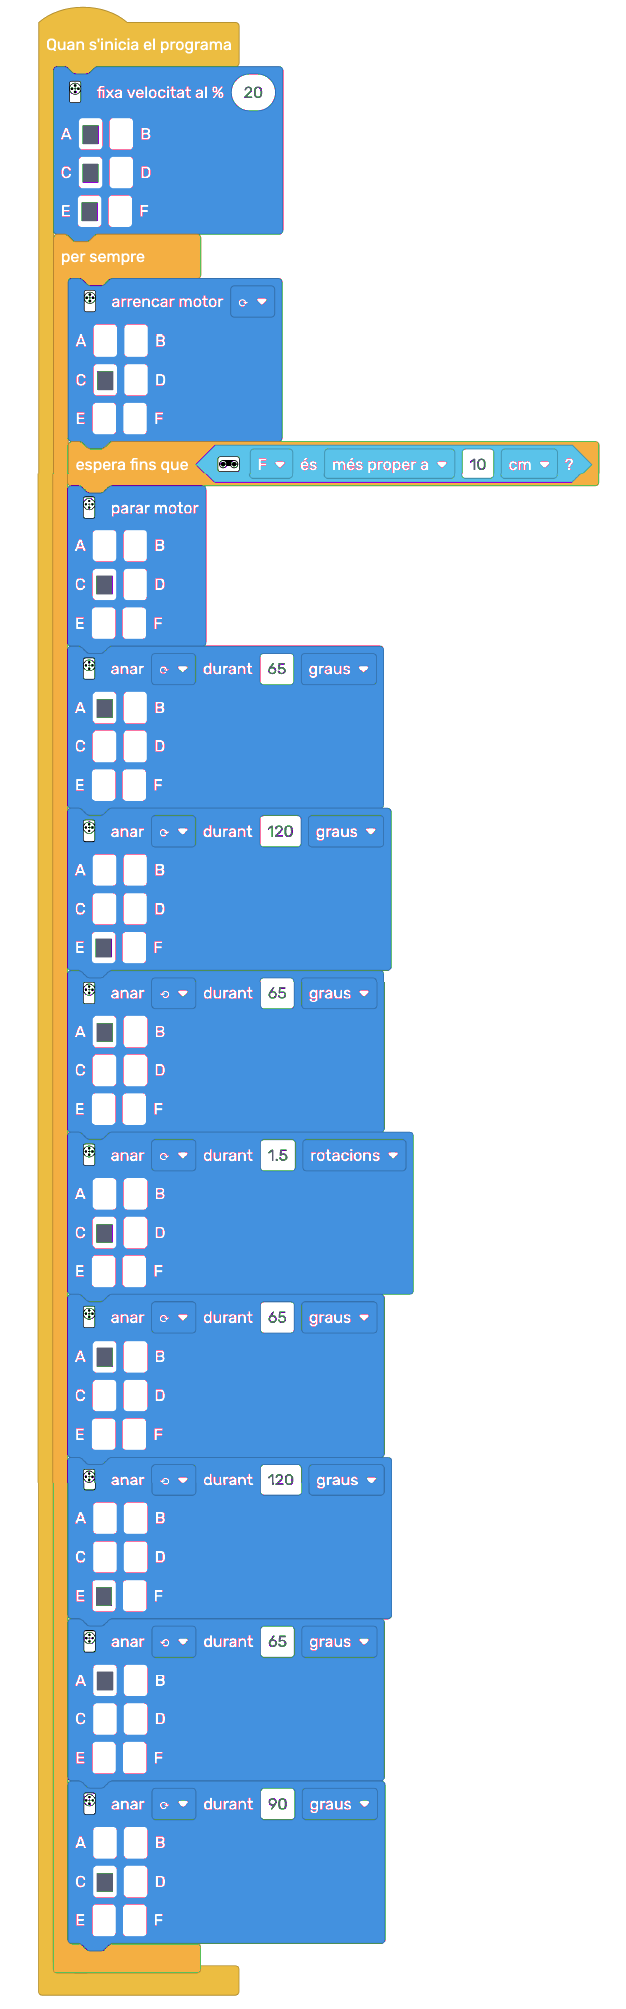 Quan s'inicia el programa
fixa velocitat al % 20
A B
C D
E F
per sempre
arrencar motor
A B
C D
E F
espera fins que F és més proper a 10 cm ?
parar motor
A B
C D
E F
anar durant 65 graus
A B
C D
E F
anar durant 120 graus
A B
C D
E F
anar durant 65 graus
A B
C D
E F
anar durant 1.5 rotacions
A B
C D
E F
anar durant 65 graus
A B
C D
E F
anar durant 120 graus
A B
C D
E F
anar durant 65 graus
A B
C D
E F
anar durant 90 graus
A B
C D
E F